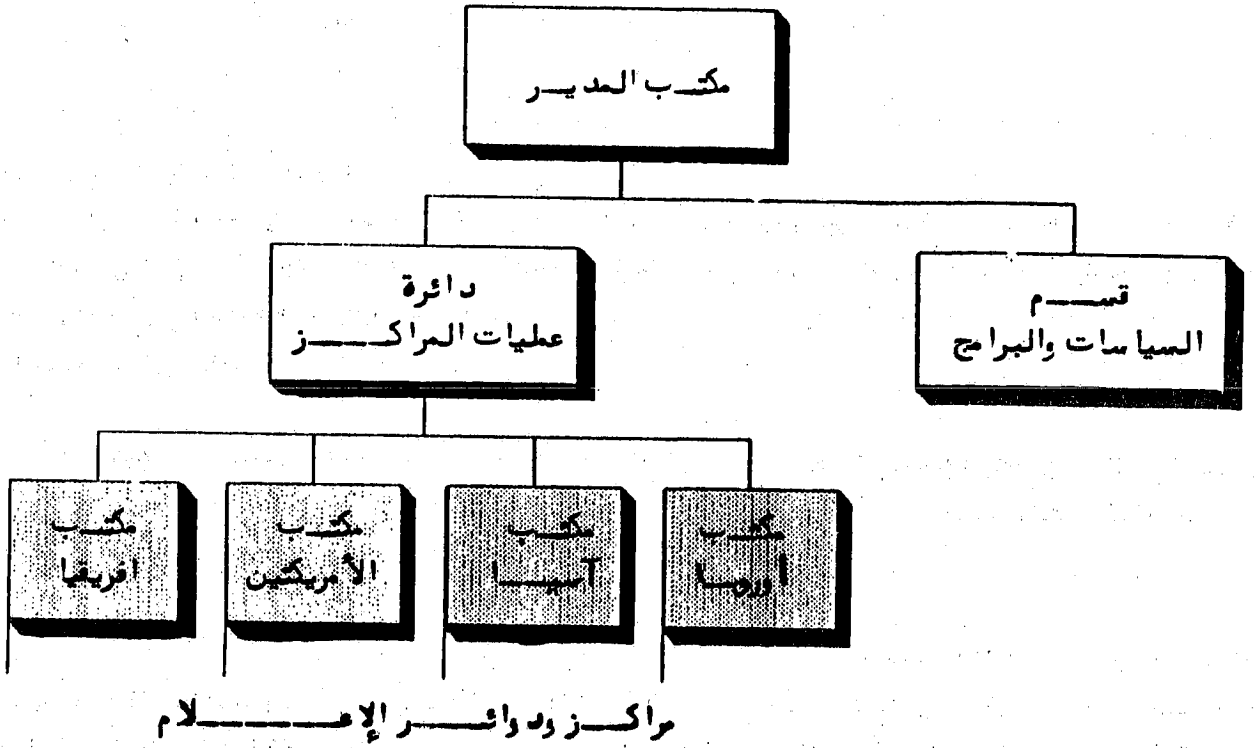 مكتب المدير
قسم
السياسات والبرامج
دائرة
عمليات المراكز
مكتب
أوروبا
مكتب
آسيا
مكتب
الأمريكتين
مكتب
افريقيا
مراكز ودوائر الإعلام